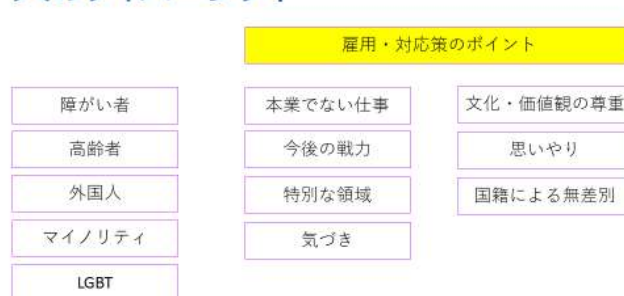 雇用・対応策のポイント
障がい者
本業でない仕事
文化・価値観の尊重
高齢者
今後の戦力
思いやり
外国人
特別な領域
国籍による無差別
マイノリティ
気づき
LGBT